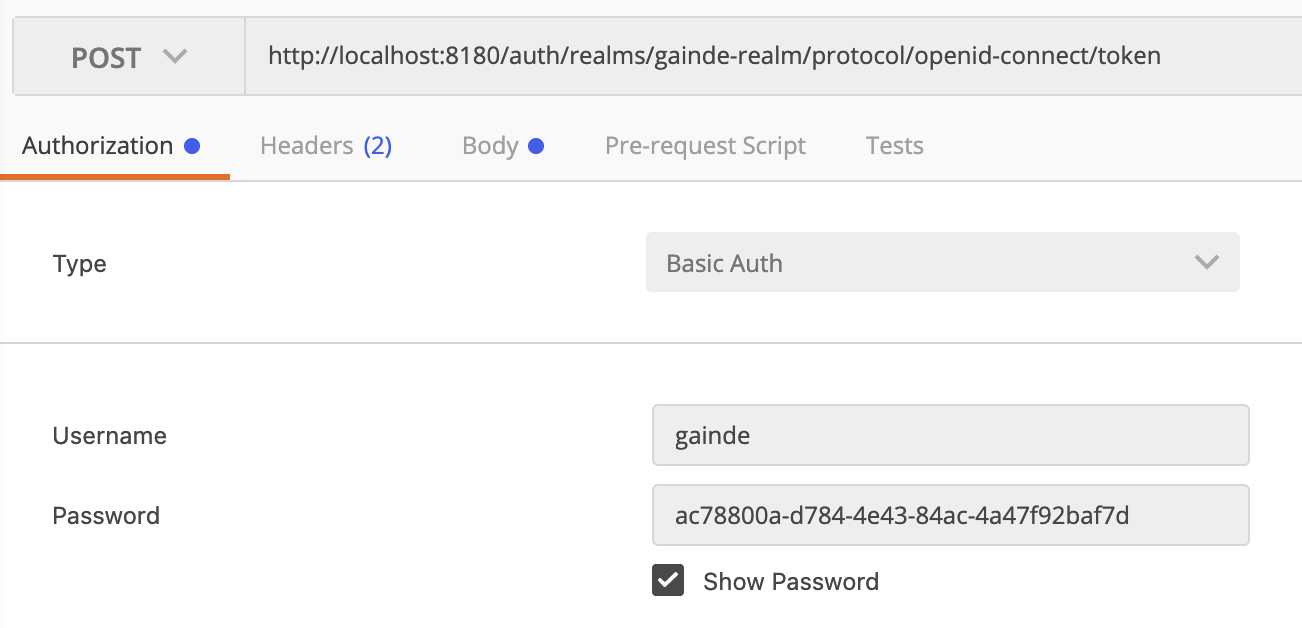 POST http://localhost:8180/auth/realms/gainde-realm/protocol/openid-connect/token
Authorization Headers (2) Body Pre-request Script Tests
Type Basic Auth
Username gainde
Password ac78800a-d784-4e43-84ac-4a47f92baf7d
Show Password